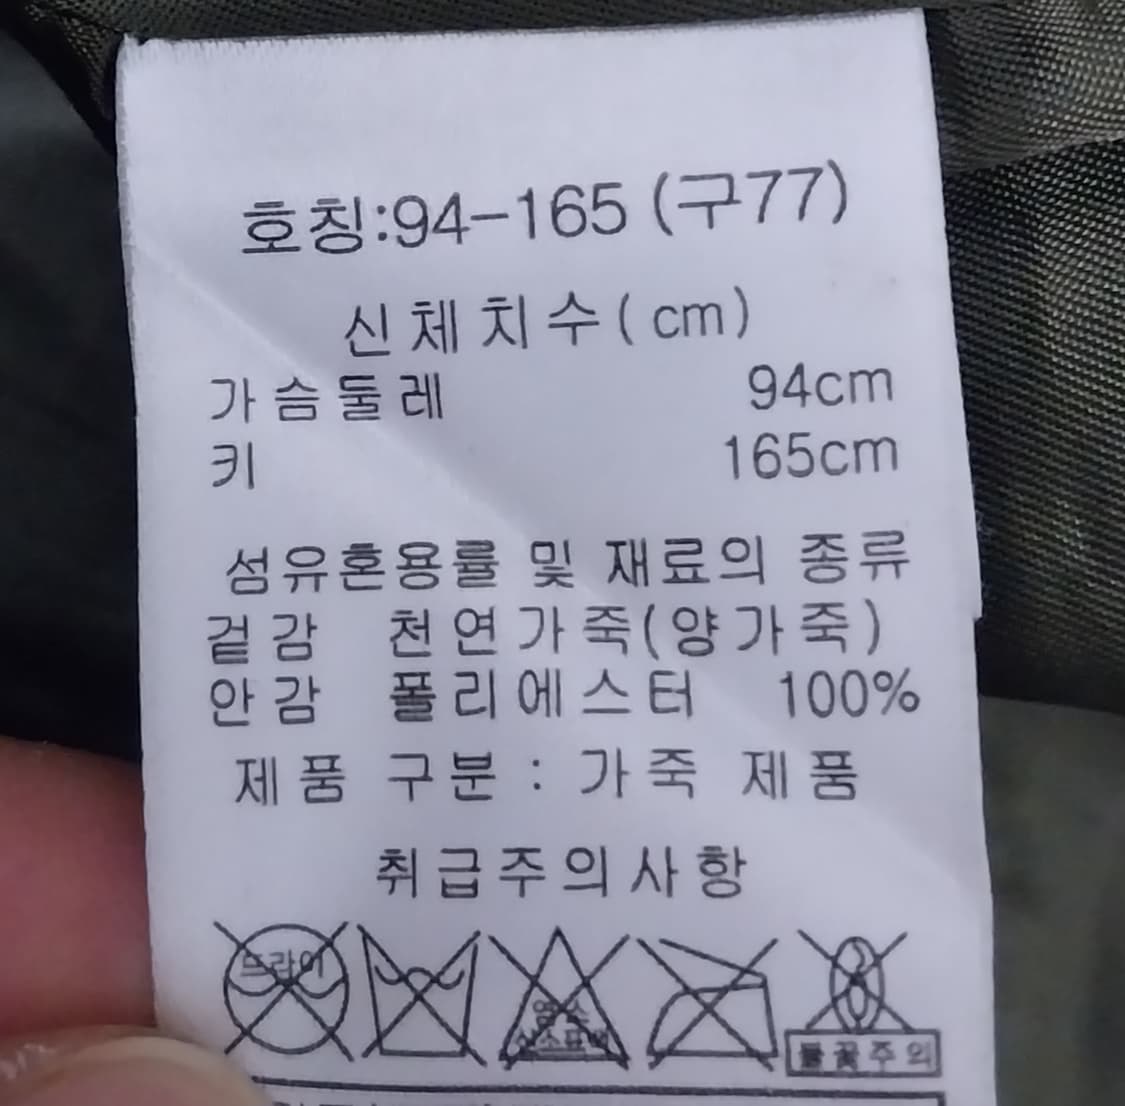 호칭:94-165 (구77)
신체치수(cm)
가슴둘레 94cm
키 165cm
섬유혼용률 및 재료의 종류
겉감 천연가죽(양가죽)
안감 폴리에스터 100%
제품 구분 : 가죽 제품
취급주의사항
드라이
염소
산소표백
불꽃주의